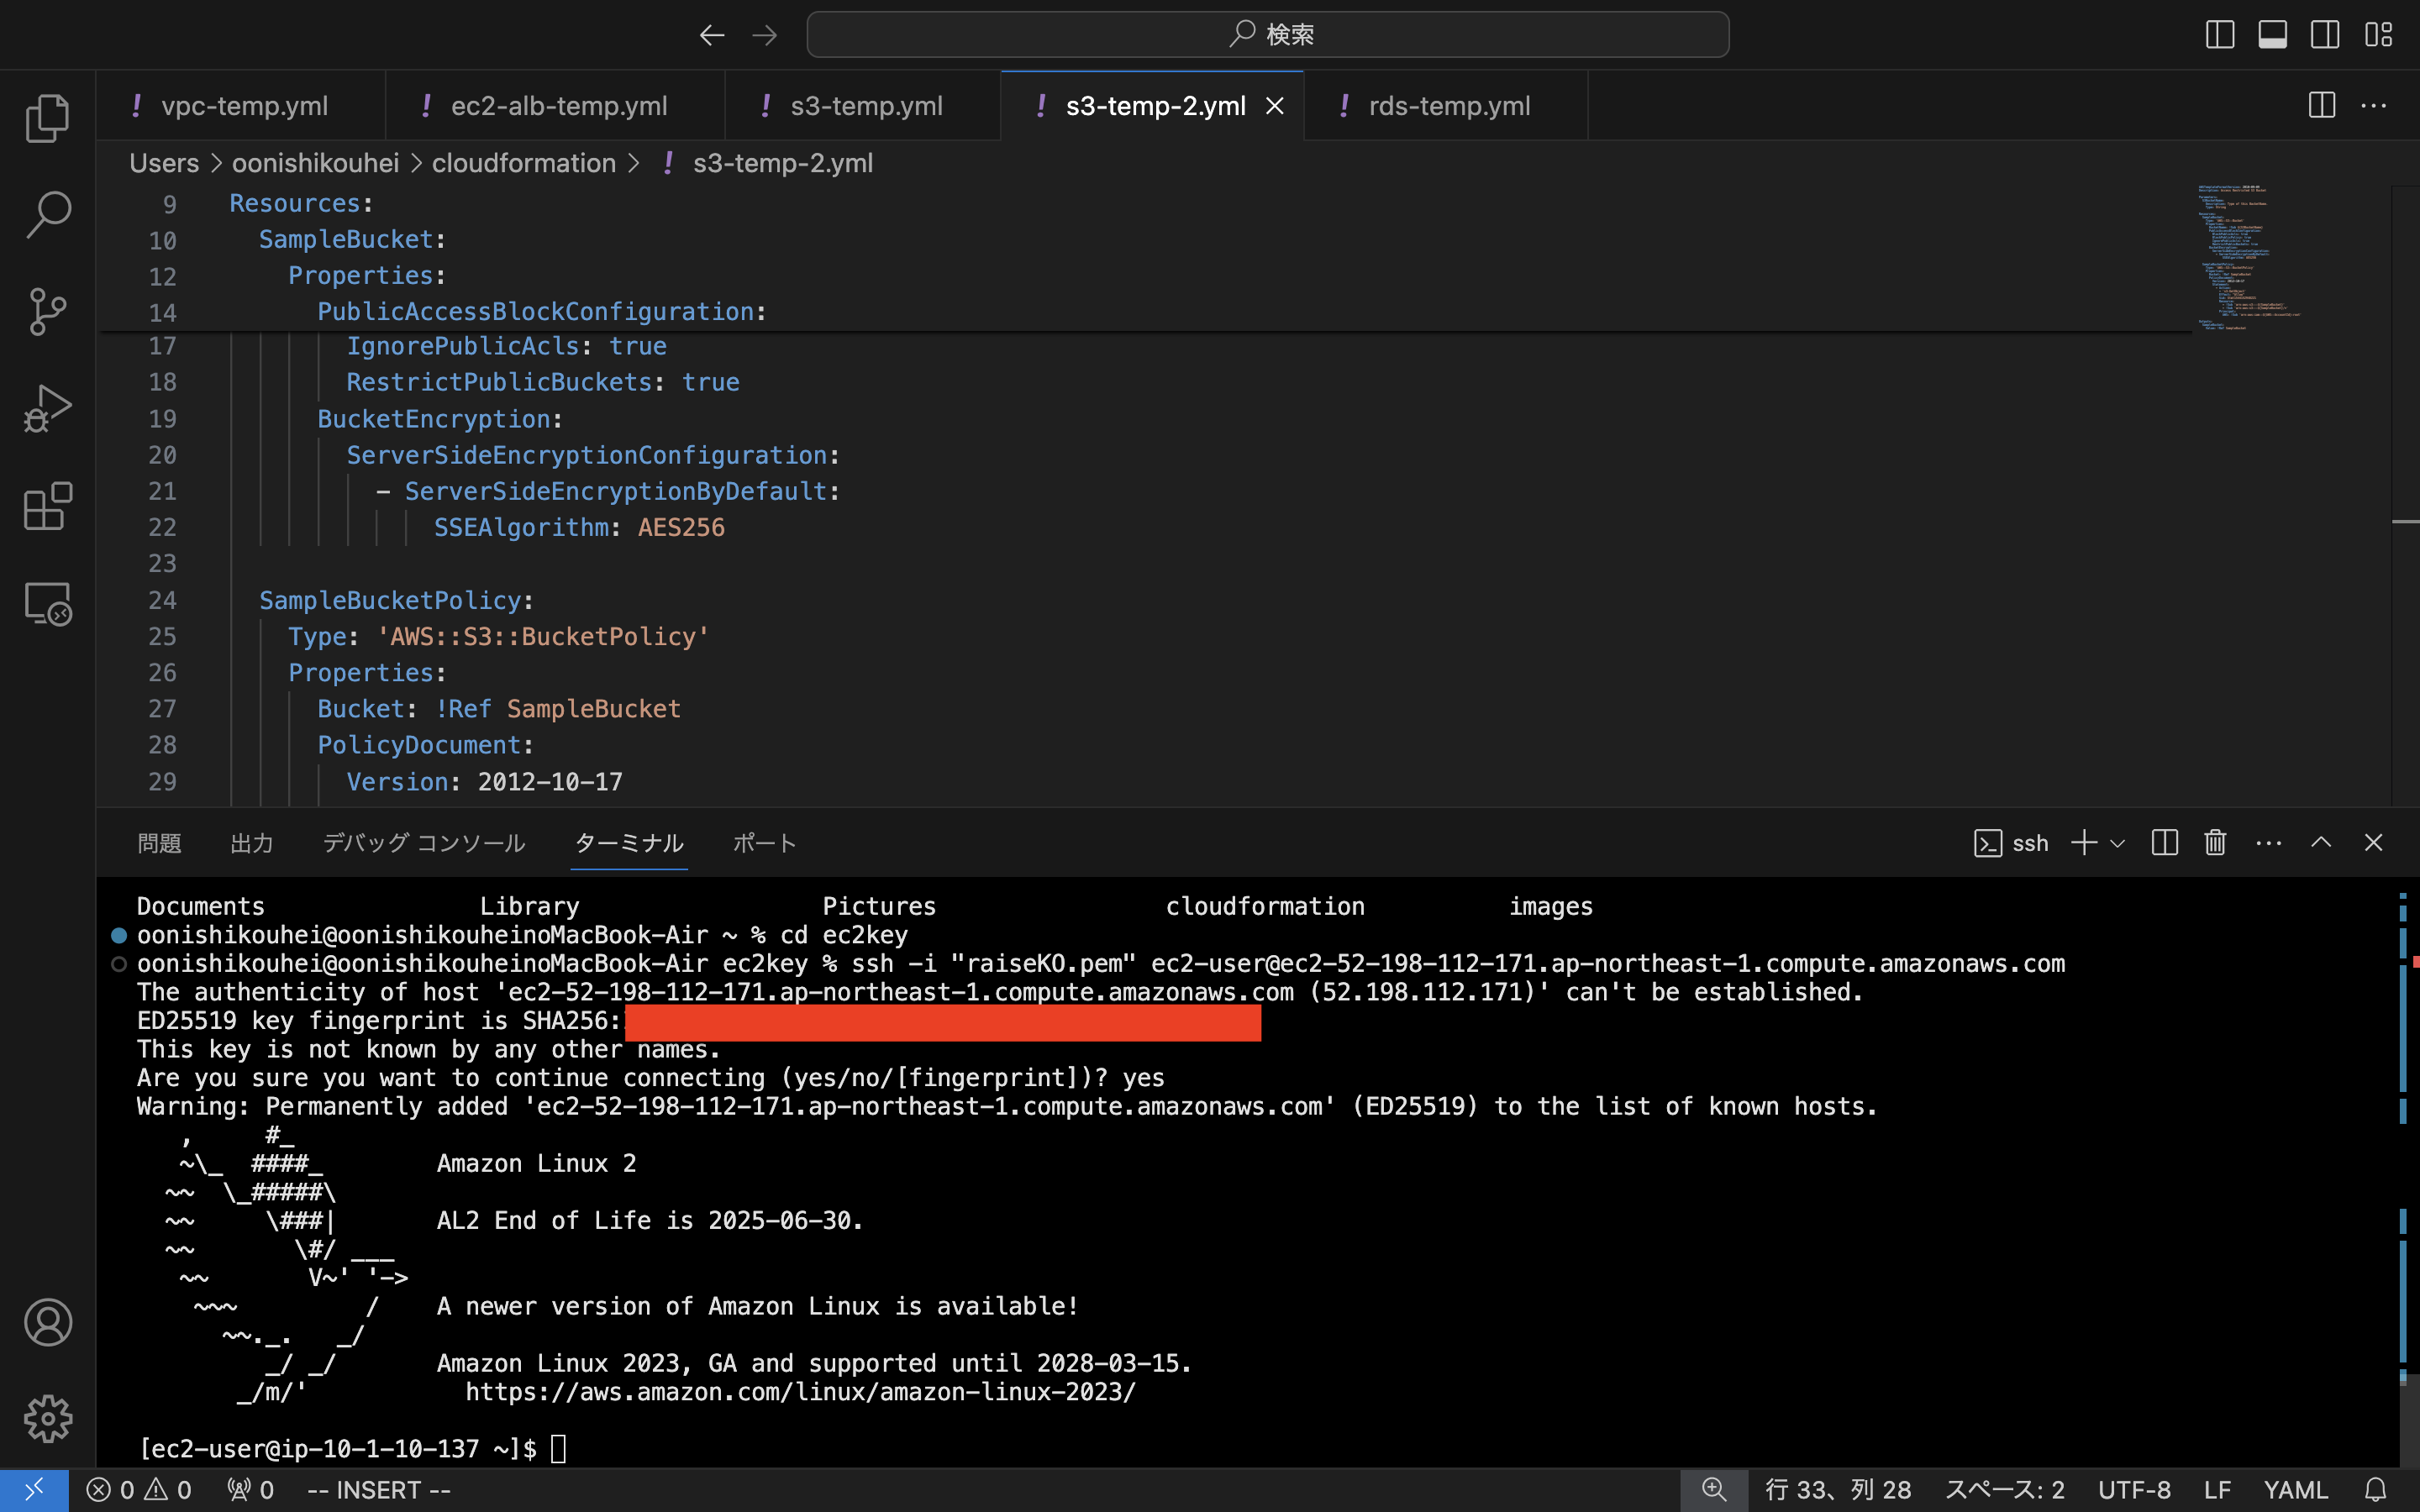 検索
vpc-temp.yml ec2-alb-temp.yml s3-temp.yml s3-temp-2.yml rds-temp.yml
Users > oonishikouhei > cloudformation > s3-temp-2.yml
9 Resources:
10 SampleBucket:
12 Properties:
14 PublicAccessBlockConfiguration:
17 IgnorePublicAcls: true
18 RestrictPublicBuckets: true
19 BucketEncryption:
20 ServerSideEncryptionConfiguration:
21 - ServerSideEncryptionByDefault:
22 SSEAlgorithm: AES256
23
24 SampleBucketPolicy:
25 Type: 'AWS::S3::BucketPolicy'
26 Properties:
27 Bucket: !Ref SampleBucket
28 PolicyDocument:
29 Version: 2012-10-17
問題 出力 デバッグ コンソール ターミナル ポート ssh
Documents Library Pictures cloudformation images
oonishikouhei@oonishikouheinoMacBook-Air ~ % cd ec2key
oonishikouhei@oonishikouheinoMacBook-Air ec2key % ssh -i "raiseKO.pem" ec2-user@ec2-52-198-112-171.ap-northeast-1.compute.amazonaws.com
The authenticity of host 'ec2-52-198-112-171.ap-northeast-1.compute.amazonaws.com (52.198.112.171)' can't be established.
ED25519 key fingerprint is SHA256:
This key is not known by any other names.
Are you sure you want to continue connecting (yes/no/[fingerprint])? yes
Warning: Permanently added 'ec2-52-198-112-171.ap-northeast-1.compute.amazonaws.com' (ED25519) to the list of known hosts.
   ,     #_
   ~\_  ####_        Amazon Linux 2
  ~~  \_#####\
  ~~     \###|       AL2 End of Life is 2025-06-30.
  ~~       \#/ ___
   ~~       V~' '->
    ~~~         /    A newer version of Amazon Linux is available!
      ~~._.   _/
         _/ _/       Amazon Linux 2023, GA and supported until 2028-03-15.
       _/m/'           https://aws.amazon.com/linux/amazon-linux-2023/
[ec2-user@ip-10-1-10-137 ~]$
0 0 0 -- INSERT -- 行 33、列 28 スペース: 2 UTF-8 LF YAML